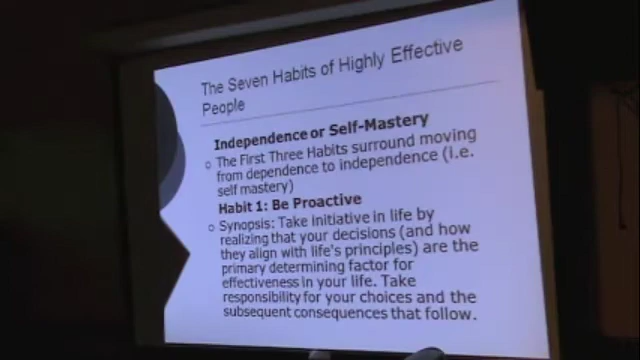 The Seven Habits of Highly Effective
People
Independence or Self-Mastery
The First Three Habits surround moving
from dependence to independence (i.e.
self mastery)
Habit 1: Be Proactive
Synopsis: Take initiative in life by
realizing that your decisions (and how
they align with life's principles) are the
primary determining factor for
effectiveness in your life. Take
responsibility for your choices and the
subsequent consequences that follow.